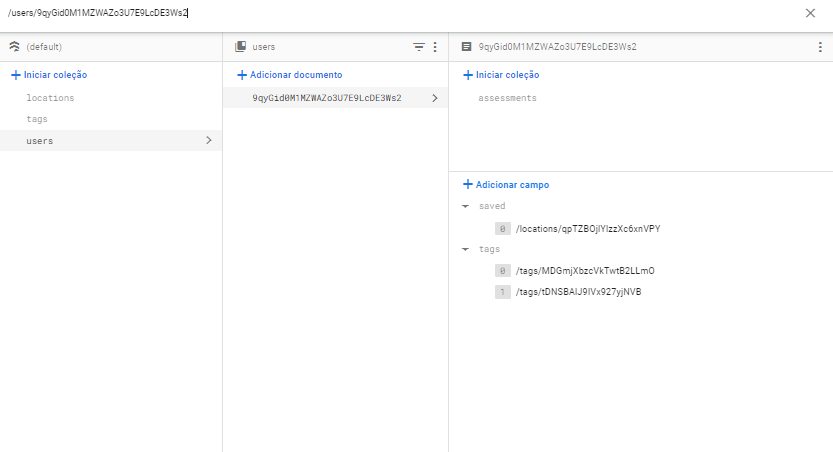 /users/9qyGid0M1MZWAZo3U7E9LcDE3Ws2
(default)
Iniciar coleção
locations
tags
users
users
Adicionar documento
9qyGid0M1MZWAZo3U7E9LcDE3Ws2
9qyGid0M1MZWAZo3U7E9LcDE3Ws2
Iniciar coleção
assessments
Adicionar campo
saved
0 /locations/qpTZBOjIYlzzXc6xnVPY
tags
0 /tags/MDGmjXbzcVkTwtB2LLmO
1 /tags/tDNSBAIJ9IVx927yjNVB